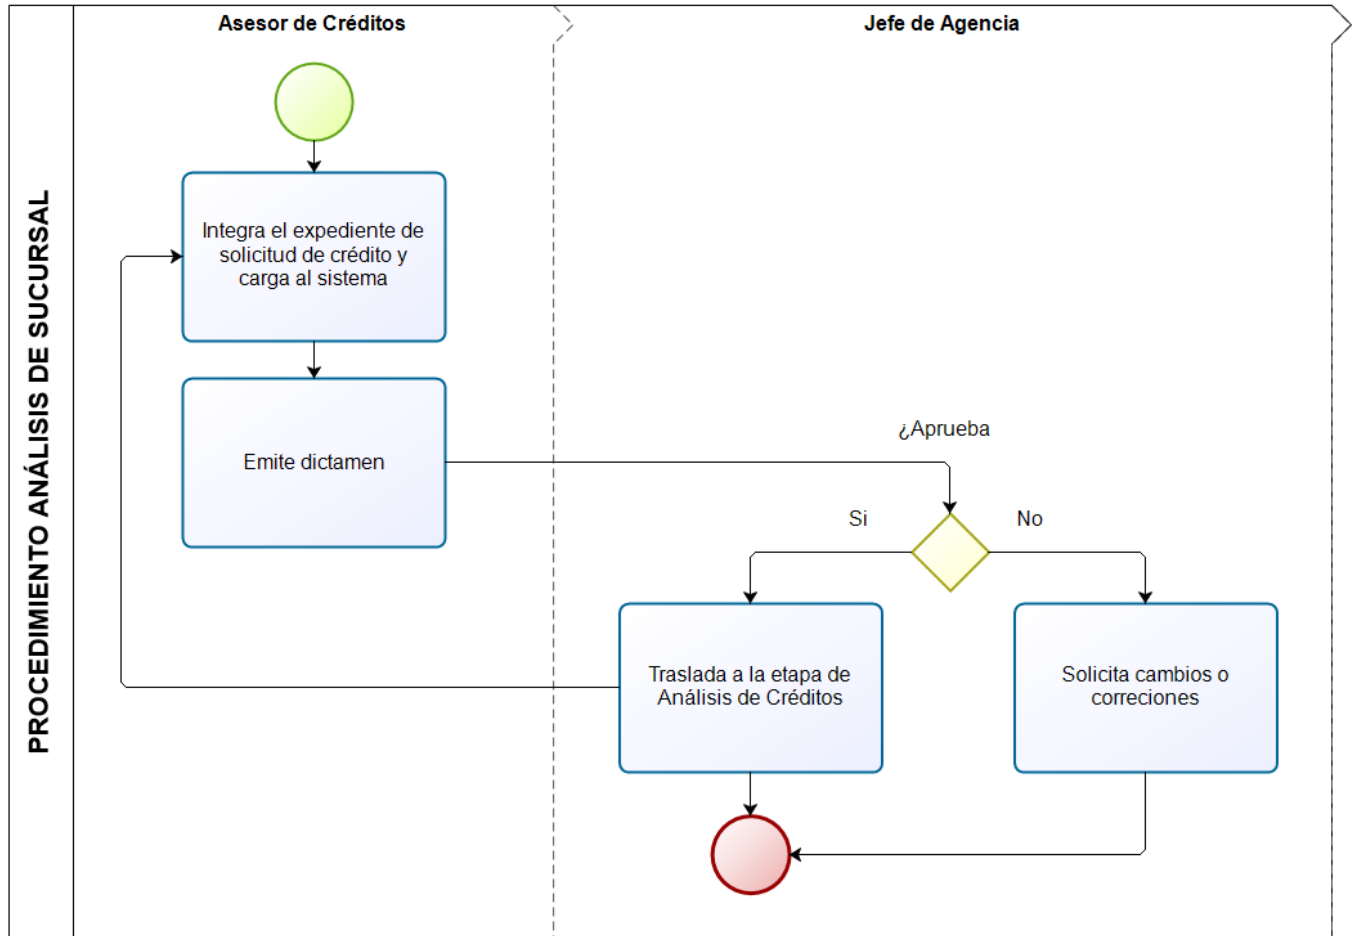 PROCEDIMIENTO ANÁLISIS DE SUCURSAL
Asesor de Créditos
Jefe de Agencia
Integra el expediente de
solicitud de crédito y
carga al sistema
Emite dictamen
¿Aprueba
Si
No
Traslada a la etapa de
Análisis de Créditos
Solicita cambios o
correciones